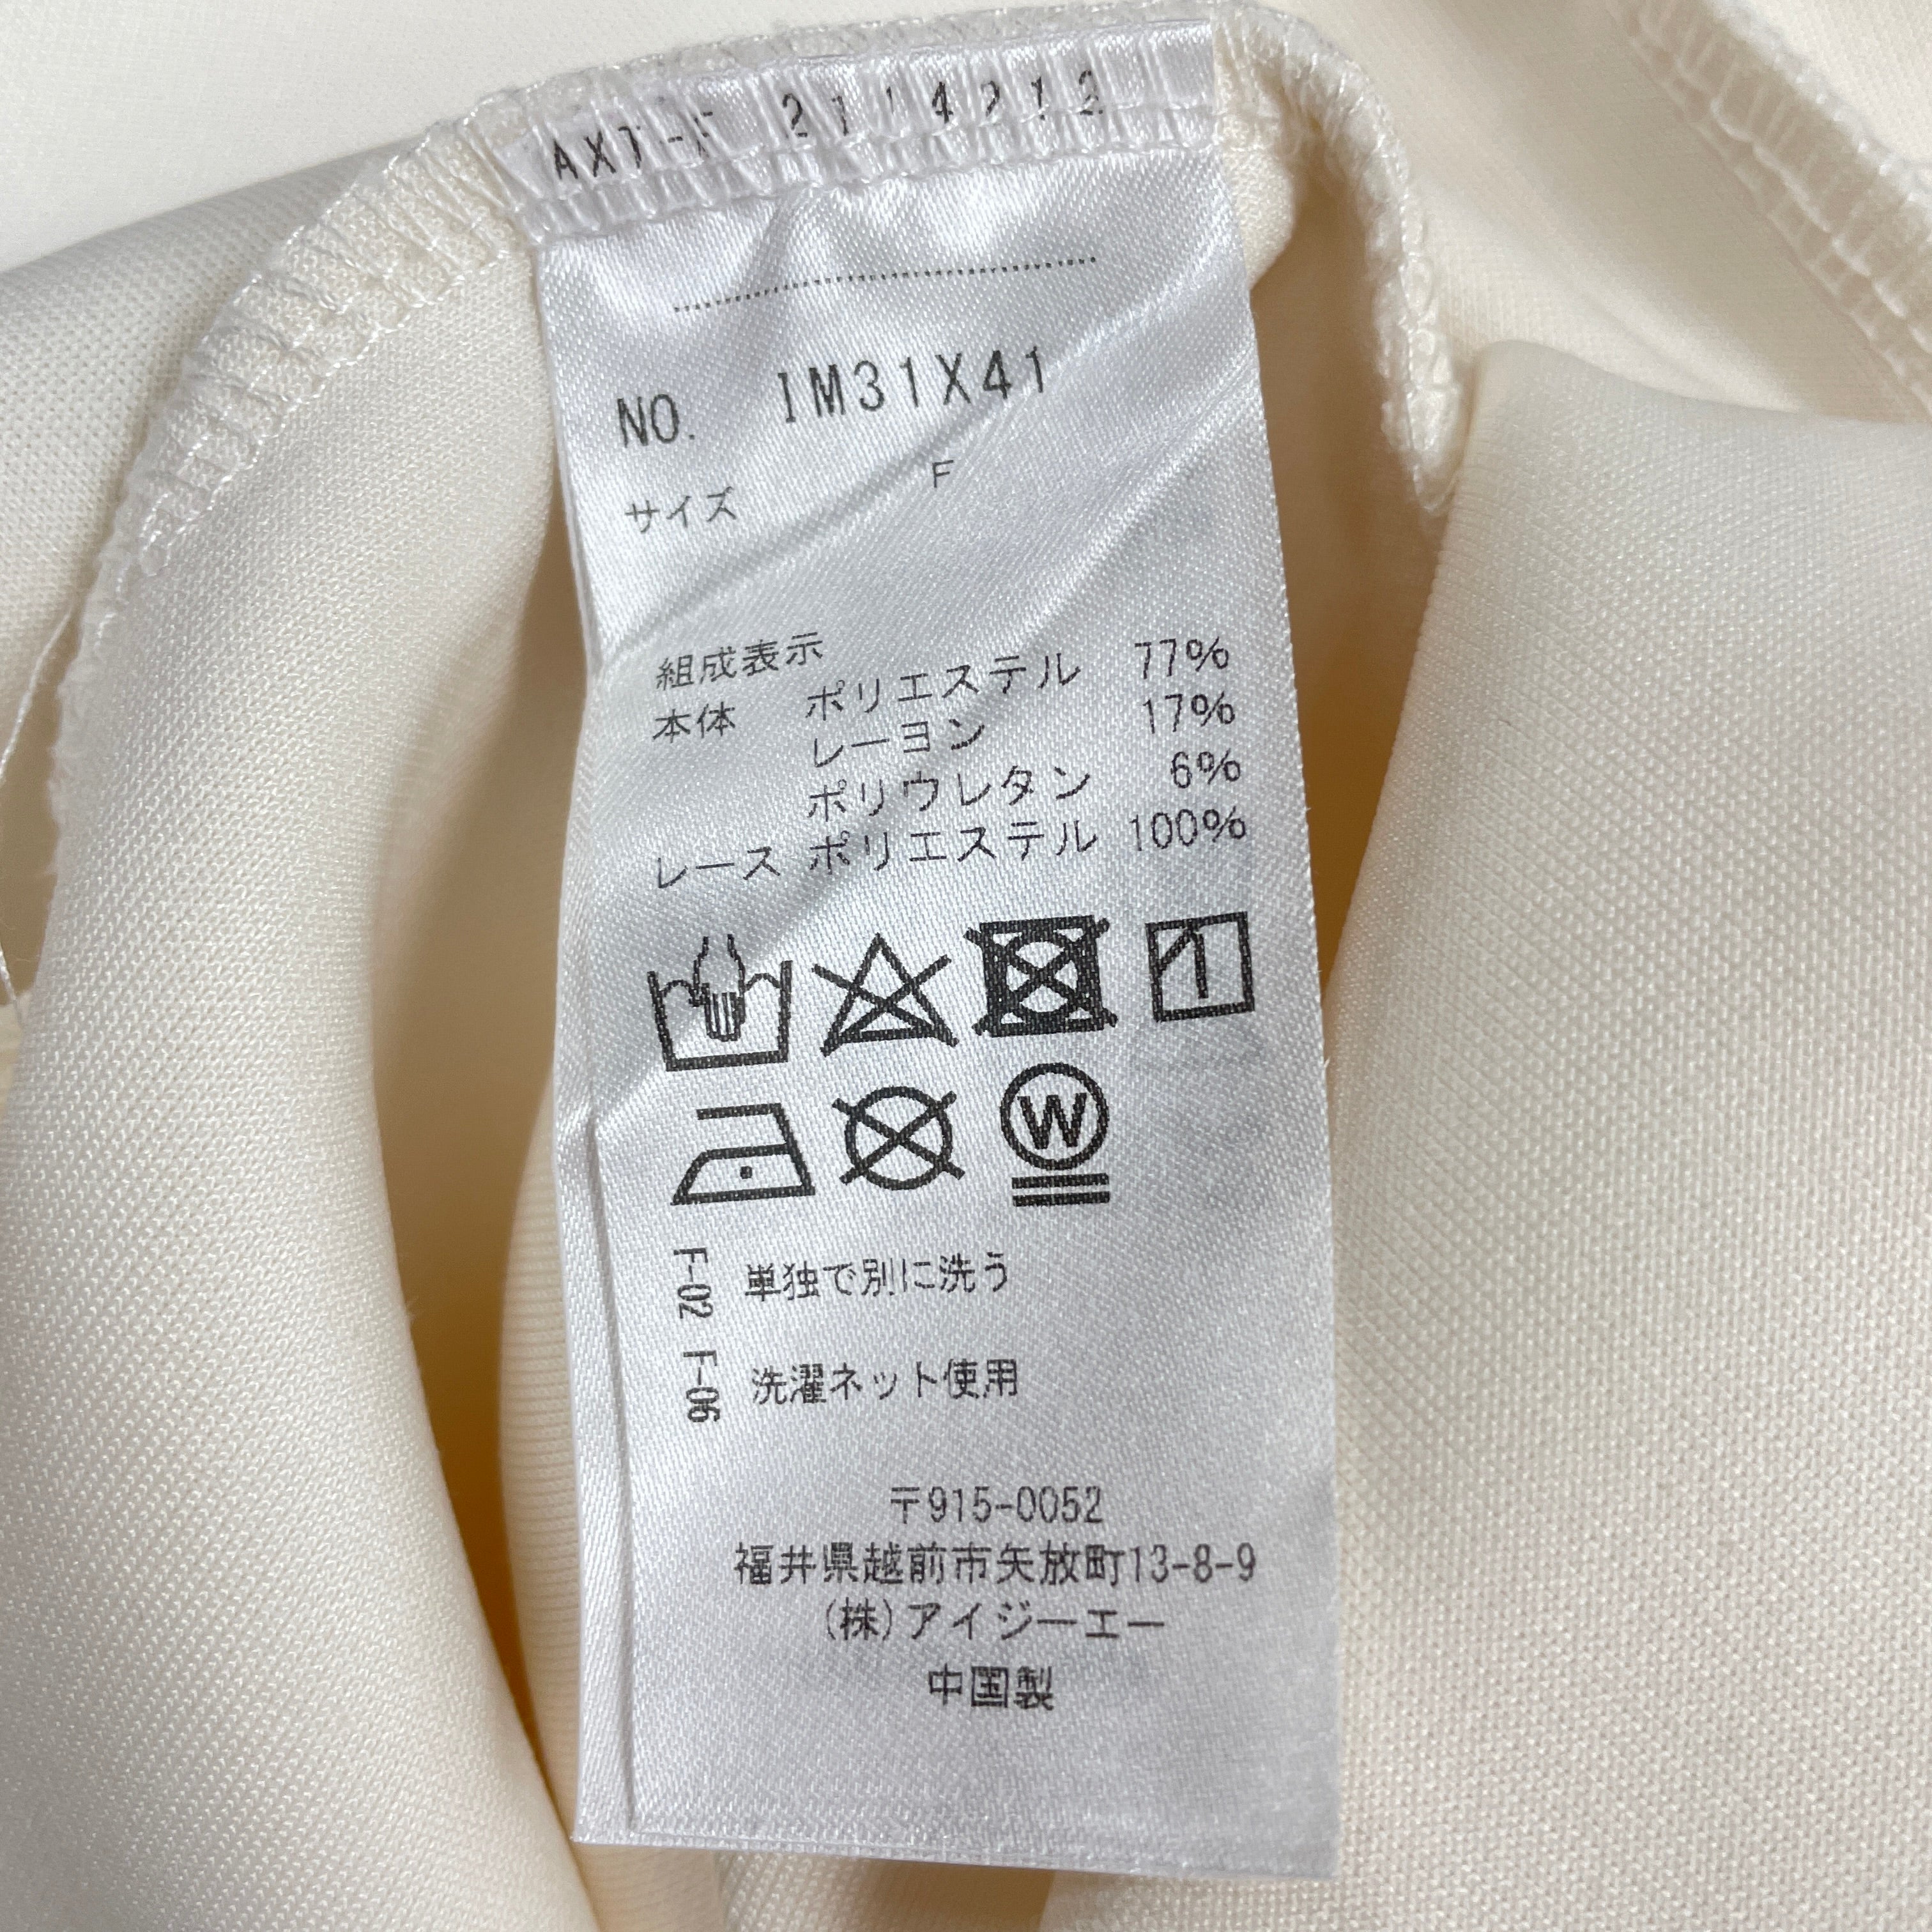 NO. IM31X41
サイズ F
組成表示
本体 ポリエステル 77%
レーヨン 17%
ポリウレタン 6%
レース ポリエステル 100%
W
F-02 単独で別に洗う
F-06 洗濯ネット使用
〒915-0052
福井県越前市矢放町13-8-9
(株)アイジーエー
中国製